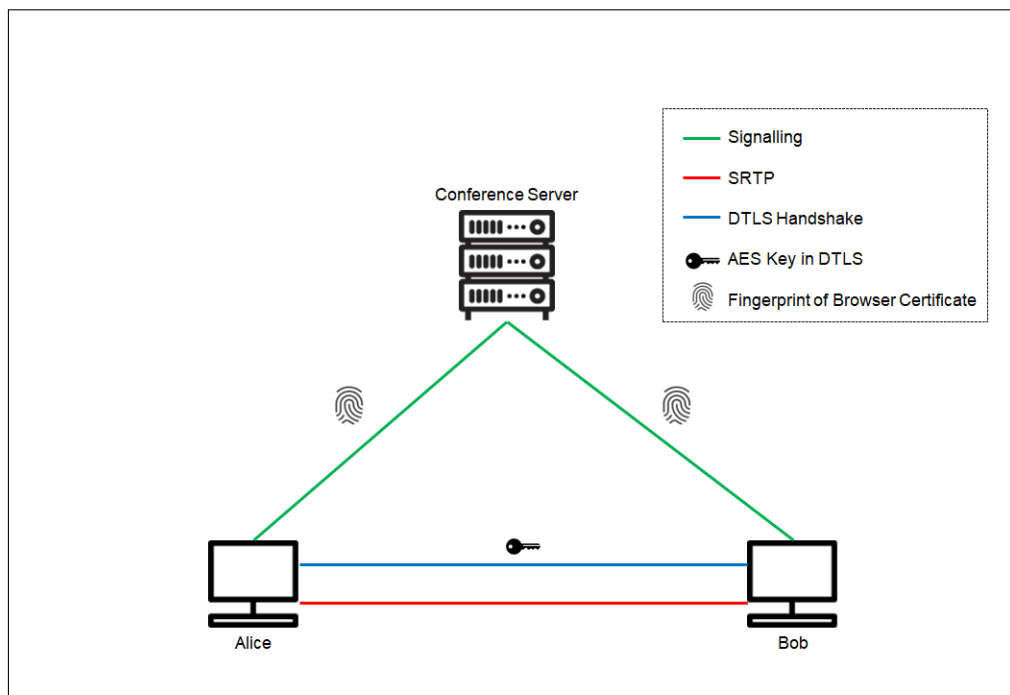 Signalling
SRTP
Conference Server
DTLS Handshake
AES Key in DTLS
Fingerprint of Browser Certificate
Alice
Bob